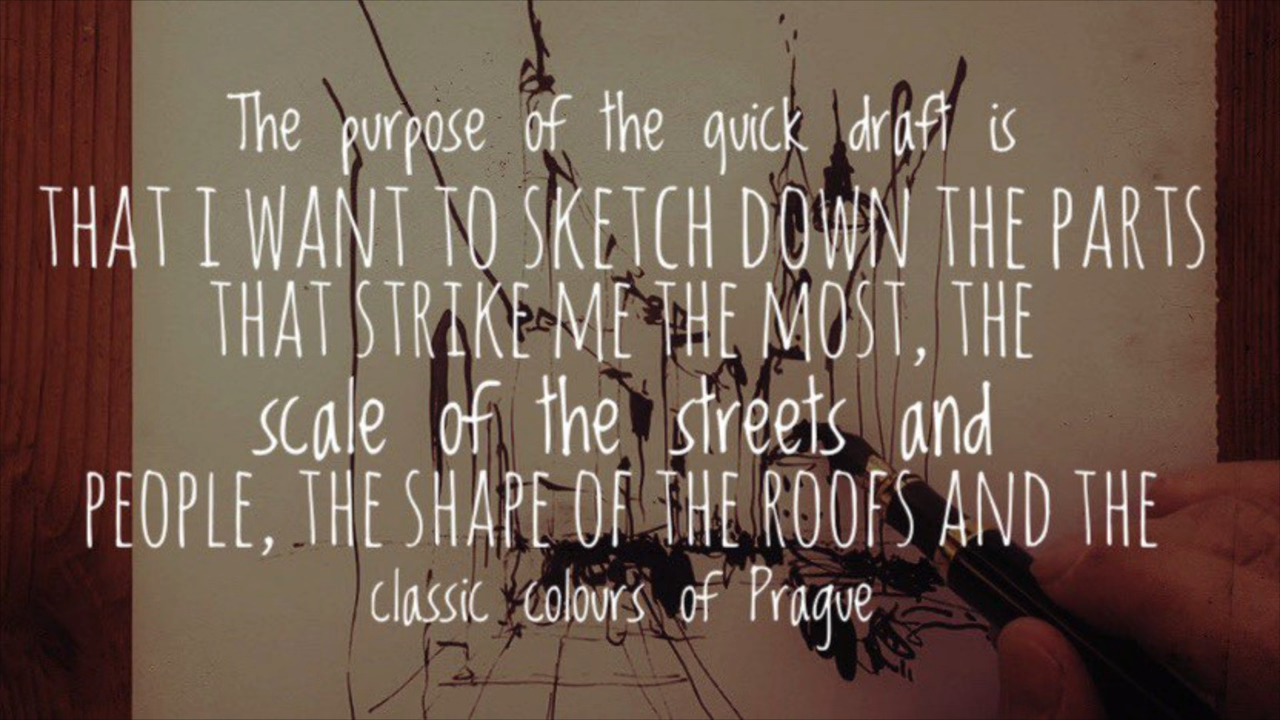 The purpose of the quick draft is
THAT I WANT TO SKETCH DOWN THE PARTS
THAT STRIKE ME THE MOST, THE
scale of the streets and
PEOPLE, THE SHAPE OF THE ROOFS AND THE
classic colours of Prague